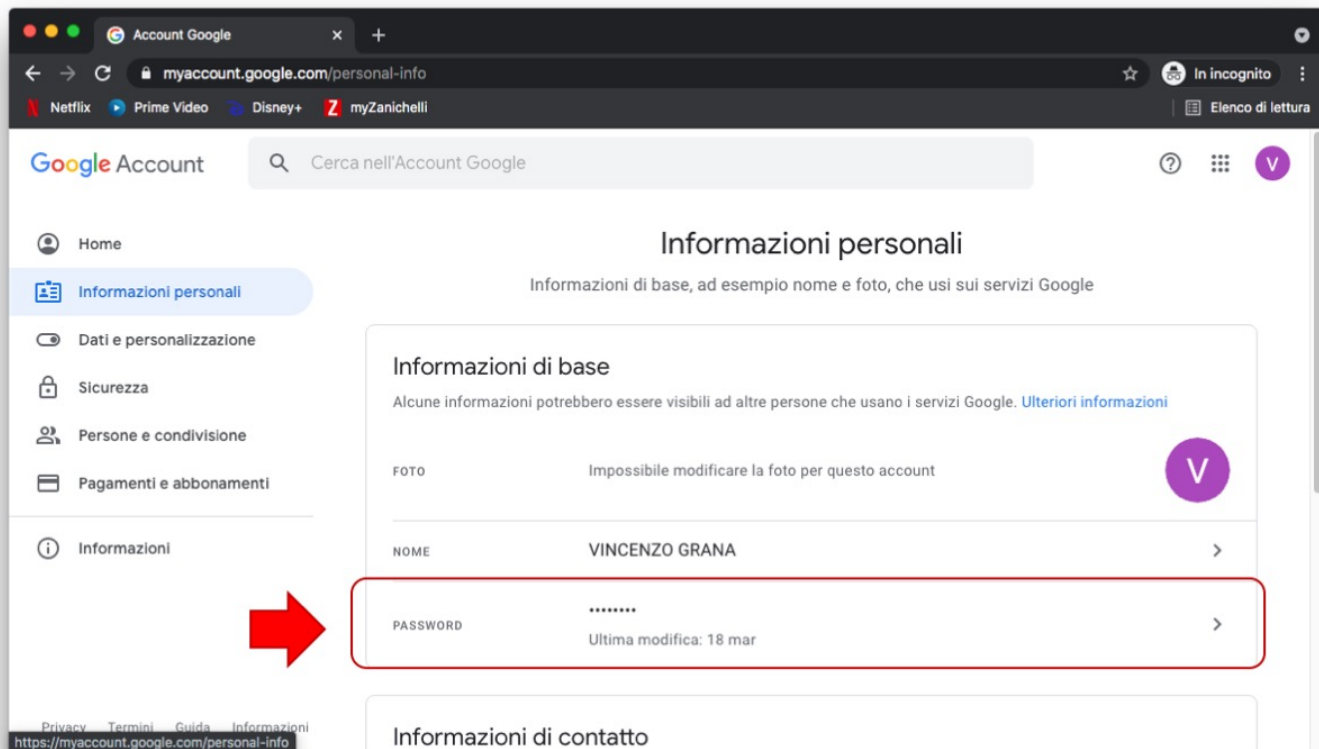 Account Google
myaccount.google.com/personal-info
In incognito
Netflix Prime Video Disney+ Z myZanichelli Elenco di lettura
Google Account Cerca nell'Account Google V
Home
Informazioni personali
Dati e personalizzazione
Sicurezza
Persone e condivisione
Pagamenti e abbonamenti
Informazioni
Informazioni personali
Informazioni di base, ad esempio nome e foto, che usi sui servizi Google
Informazioni di base
Alcune informazioni potrebbero essere visibili ad altre persone che usano i servizi Google. Ulteriori informazioni
FOTO Impossibile modificare la foto per questo account V
NOME VINCENZO GRANA
PASSWORD ••••••••
Ultima modifica: 18 mar
Informazioni di contatto
Privacy Termini Guida Informazioni
https://myaccount.google.com/personal-info